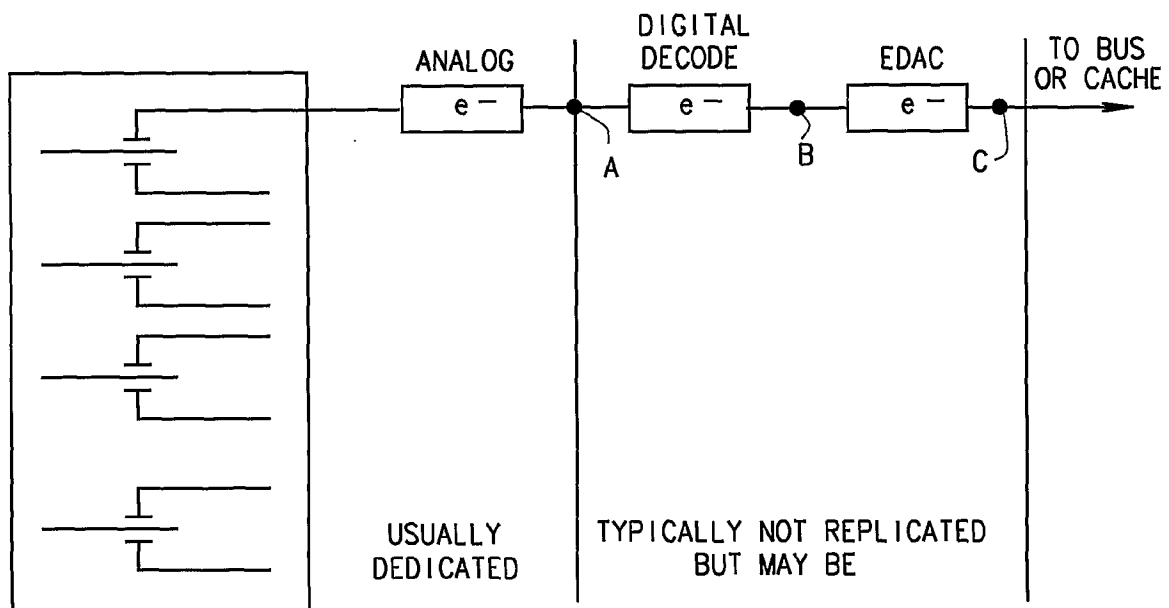 ANALOG
e-
DIGITAL
DECODE
e-
EDAC
e-
TO BUS
OR CACHE
A
B
C
USUALLY
DEDICATED
TYPICALLY NOT REPLICATED
BUT MAY BE